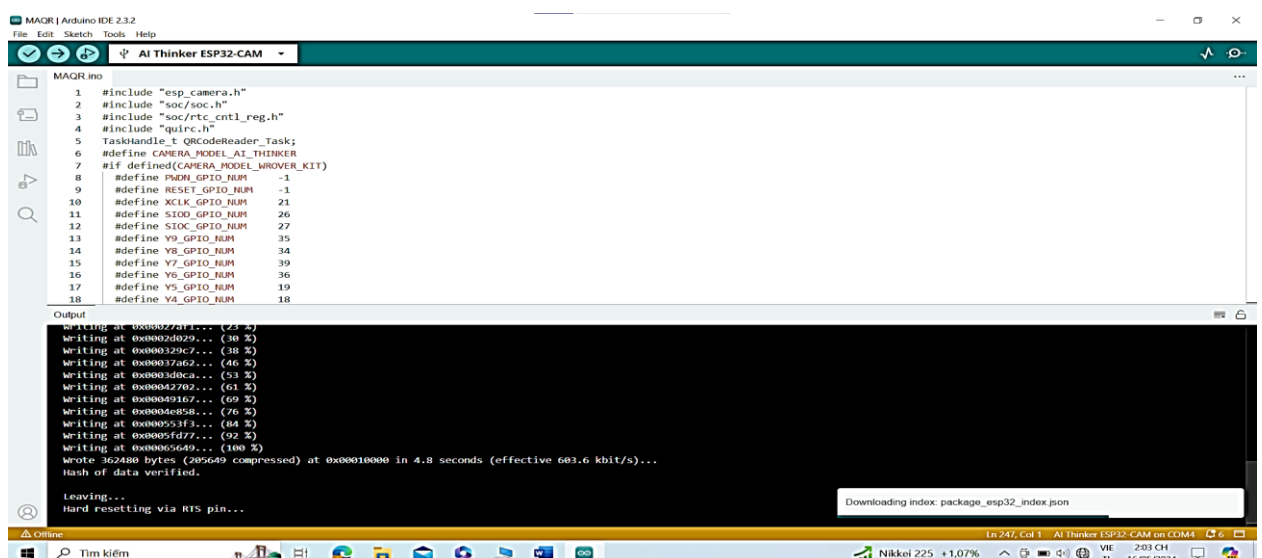 MAQR | Arduino IDE 2.3.2
File Edit Sketch Tools Help
AI Thinker ESP32-CAM
MAQR.ino
1 #include "esp_camera.h"
2 #include "soc/soc.h"
3 #include "soc/rtc_cntl_reg.h"
4 #include "quirc.h"
5 TaskHandle_t QRCodeReader_Task;
6 #define CAMERA_MODEL_AI_THINKER
7 #if defined(CAMERA_MODEL_WROVER_KIT)
8 #define PWDN_GPIO_NUM -1
9 #define RESET_GPIO_NUM -1
10 #define XCLK_GPIO_NUM 21
11 #define SIOD_GPIO_NUM 26
12 #define SIOC_GPIO_NUM 27
13 #define Y9_GPIO_NUM 35
14 #define Y8_GPIO_NUM 34
15 #define Y7_GPIO_NUM 39
16 #define Y6_GPIO_NUM 36
17 #define Y5_GPIO_NUM 19
18 #define Y4_GPIO_NUM 18
Output
Writing at 0x00027af1... (23 %)
Writing at 0x0002d029... (30 %)
Writing at 0x000329c7... (38 %)
Writing at 0x00037a62... (46 %)
Writing at 0x0003d0ca... (53 %)
Writing at 0x00042702... (61 %)
Writing at 0x00049167... (69 %)
Writing at 0x0004e858... (76 %)
Writing at 0x000553f3... (84 %)
Writing at 0x0005fd77... (92 %)
Writing at 0x00065649... (100 %)
Wrote 362480 bytes (205649 compressed) at 0x00010000 in 4.8 seconds (effective 603.6 kbit/s)...
Hash of data verified.
Leaving...
Hard resetting via RTS pin...
Downloading index: package_esp32_index.json
Offline
Ln 247, Col 1 AI Thinker ESP32-CAM on COM4 6
Tìm kiếm
Nikkei 225 +1,07%
VIE
2:03 CH